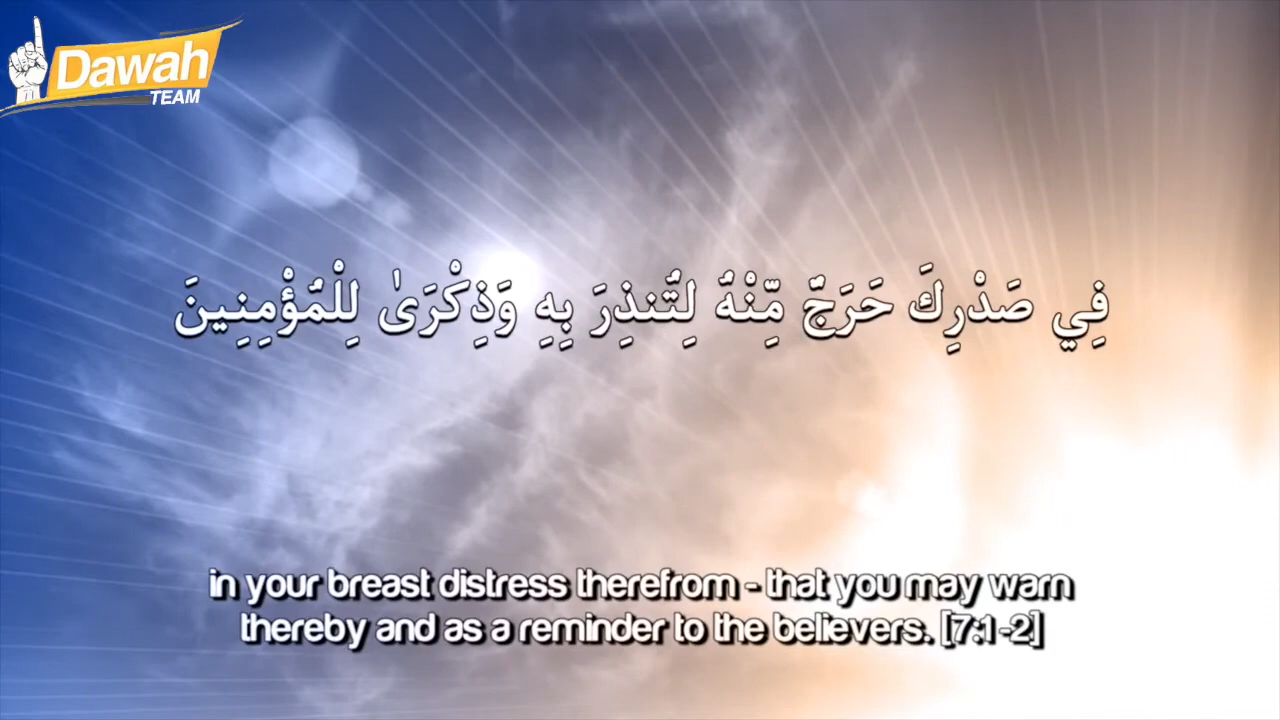 Dawah
TEAM
فِي صَدْرِكَ حَرَجٌ مِّنْهُ لِتُنذِرَ بِهِ وَذِكْرَىٰ لِلْمُؤْمِنِينَ
in your breast distress therefrom - that you may warn
thereby and as a reminder to the believers. [7:1-2]